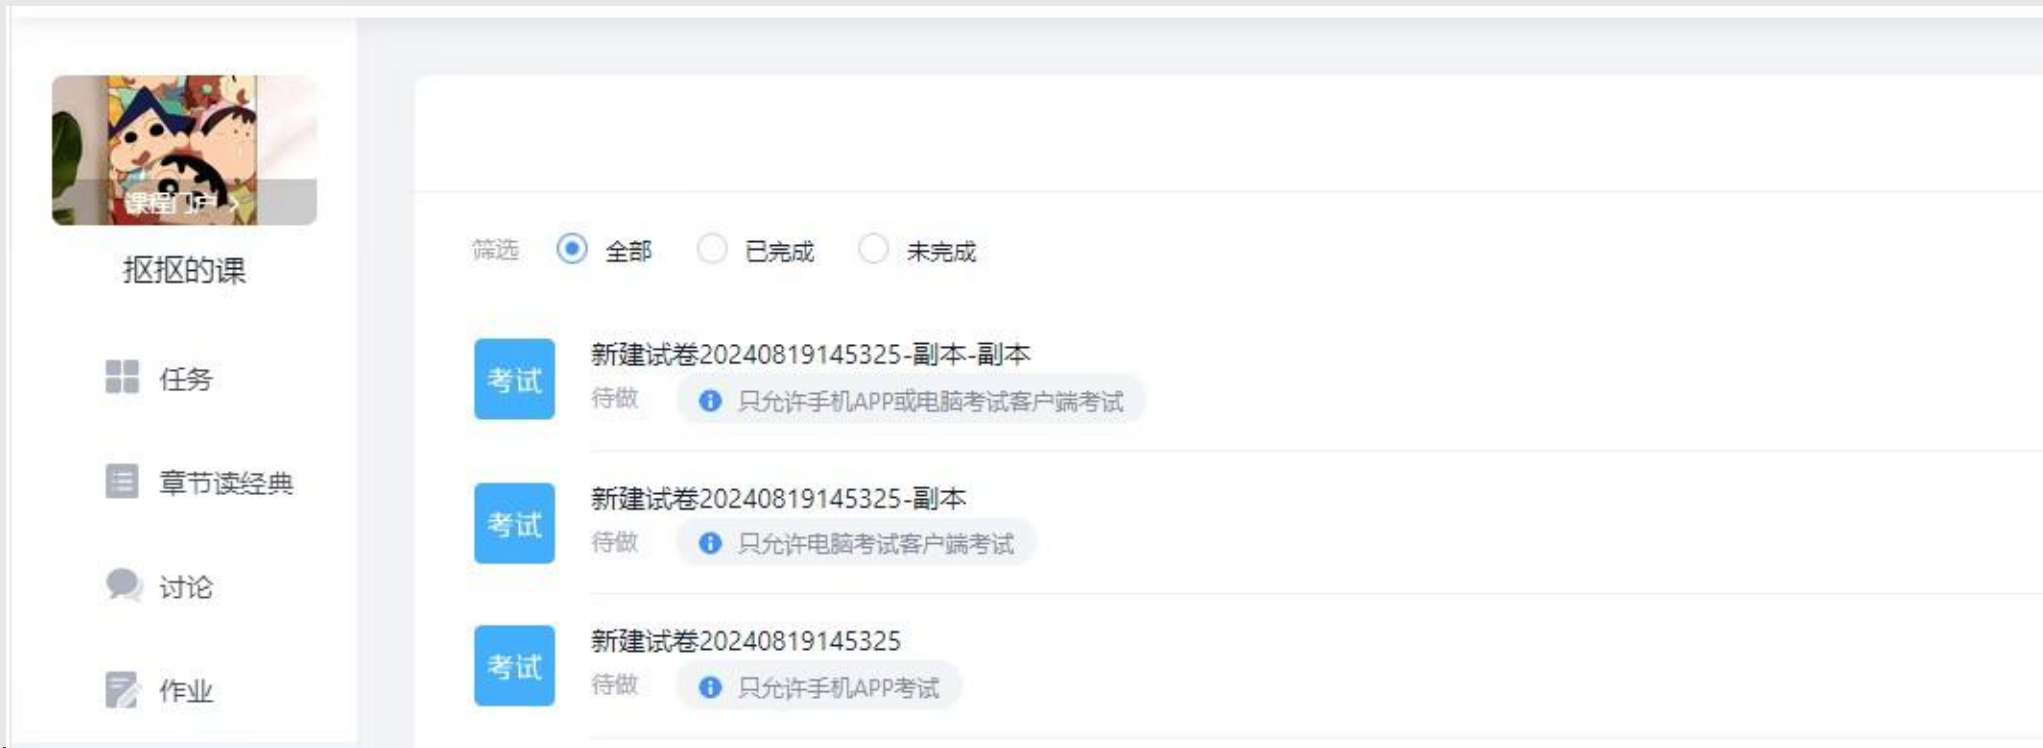 课程门户 >
抠抠的课
任务
章节读经典
讨论
作业
筛选 全部 已完成 未完成
考试
新建试卷20240819145325-副本-副本
待做 只允许手机APP或电脑考试客户端考试
考试
新建试卷20240819145325-副本
待做 只允许电脑考试客户端考试
考试
新建试卷20240819145325
待做 只允许手机APP考试